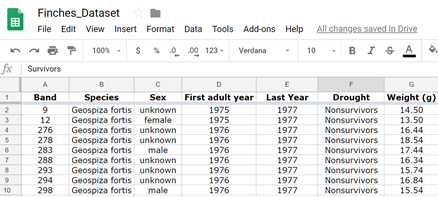 Finches_Dataset
File Edit View Insert Format Data Tools Add-ons Help All changes saved in Drive
100% $ % .0 .00 123 Verdana 10 B I S A
fx Survivors
A B C D E F G
1 Band Species Sex First adult year Last Year Drought Weight (g)
2 9 Geospiza fortis unknown 1975 1977 Nonsurvivors 14.50
3 12 Geospiza fortis female 1975 1977 Nonsurvivors 13.50
4 276 Geospiza fortis unknown 1976 1977 Nonsurvivors 16.44
5 278 Geospiza fortis unknown 1976 1977 Nonsurvivors 18.54
6 283 Geospiza fortis male 1976 1977 Nonsurvivors 17.44
7 288 Geospiza fortis unknown 1976 1977 Nonsurvivors 16.34
8 293 Geospiza fortis unknown 1976 1977 Nonsurvivors 15.74
9 294 Geospiza fortis unknown 1976 1977 Nonsurvivors 16.84
10 298 Geospiza fortis male 1976 1977 Nonsurvivors 15.54